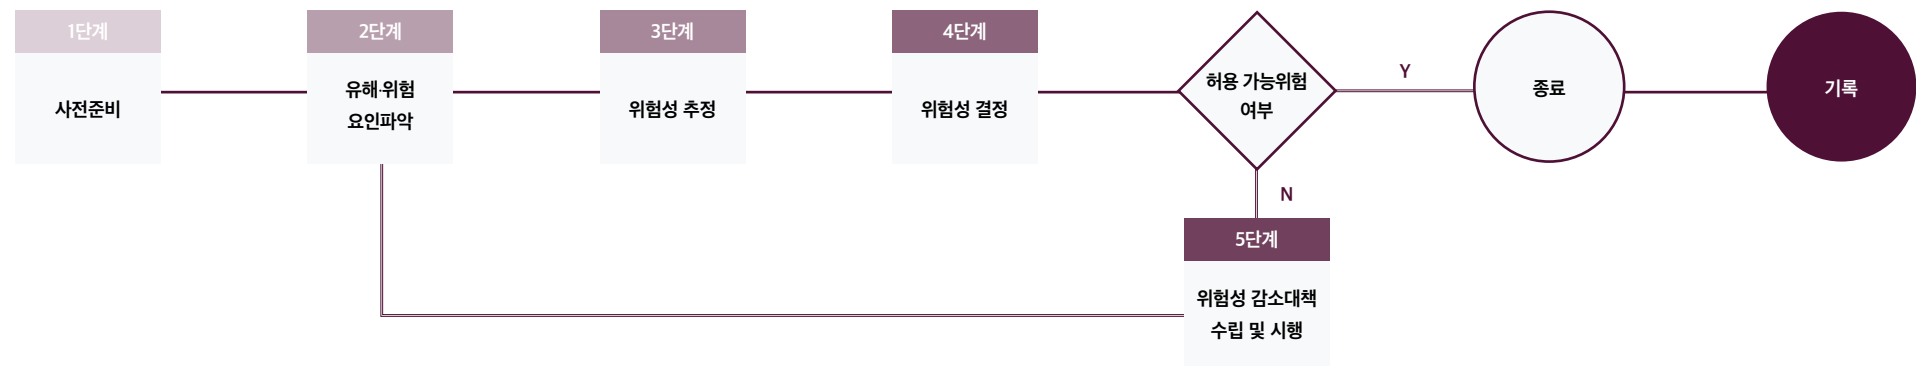 1단계
사전준비
2단계
유해·위험
요인파악
3단계
위험성 추정
4단계
위험성 결정
허용 가능위험
여부
Y
종료
기록
N
5단계
위험성 감소대책
수립 및 시행